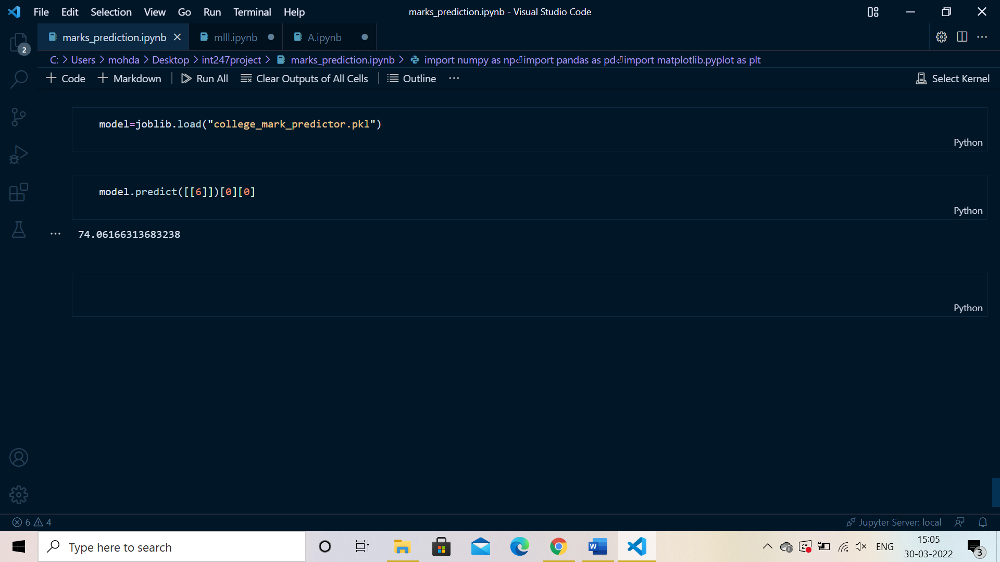 File Edit Selection View Go Run Terminal Help
marks_prediction.ipynb - Visual Studio Code
marks_prediction.ipynb mlll.ipynb A.ipynb
2
C: > Users > mohda > Desktop > int247project > marks_prediction.ipynb > import numpy as np⏎import pandas as pd⏎import matplotlib.pyplot as plt
+ Code + Markdown Run All Clear Outputs of All Cells Outline ··· Select Kernel
model=joblib.load("college_mark_predictor.pkl")
Python
model.predict([[6]])[0][0]
Python
··· 74.06166313683238
Python
6 4 Jupyter Server: local
Type here to search
ENG
15:05
30-03-2022
3